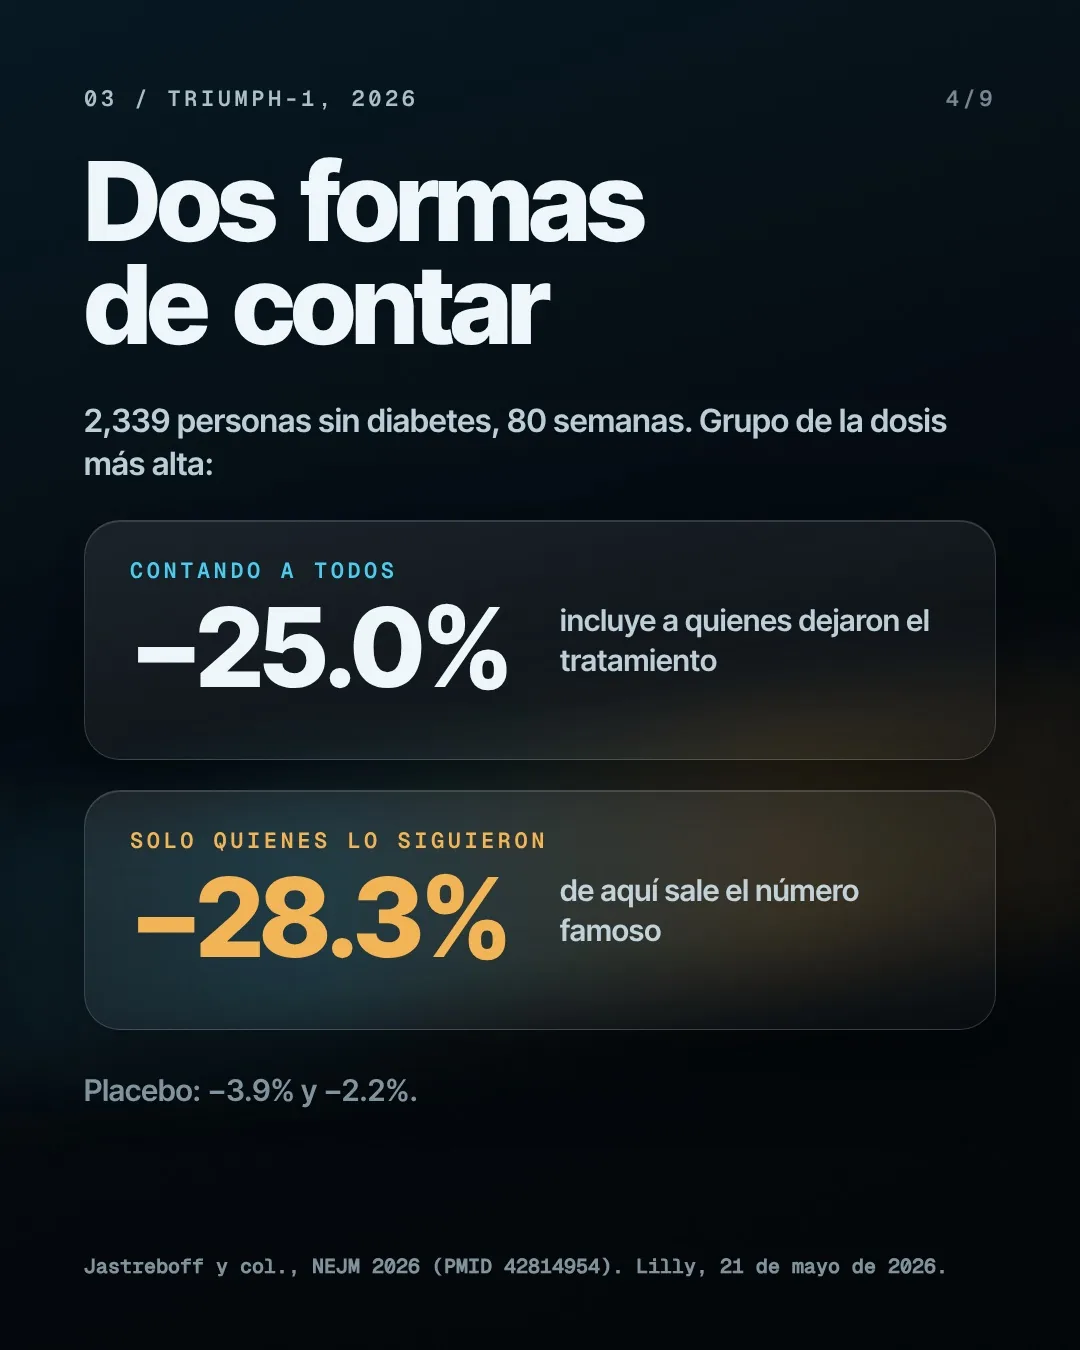 03 / TRIUMPH-1, 2026
4/9
Dos formas
de contar
2,339 personas sin diabetes, 80 semanas. Grupo de la dosis
más alta:
CONTANDO A TODOS
−25.0%
incluye a quienes dejaron el
tratamiento
SOLO QUIENES LO SIGUIERON
−28.3%
de aquí sale el número
famoso
Placebo: −3.9% y −2.2%.
Jastreboff y col., NEJM 2026 (PMID 42814954). Lilly, 21 de mayo de 2026.